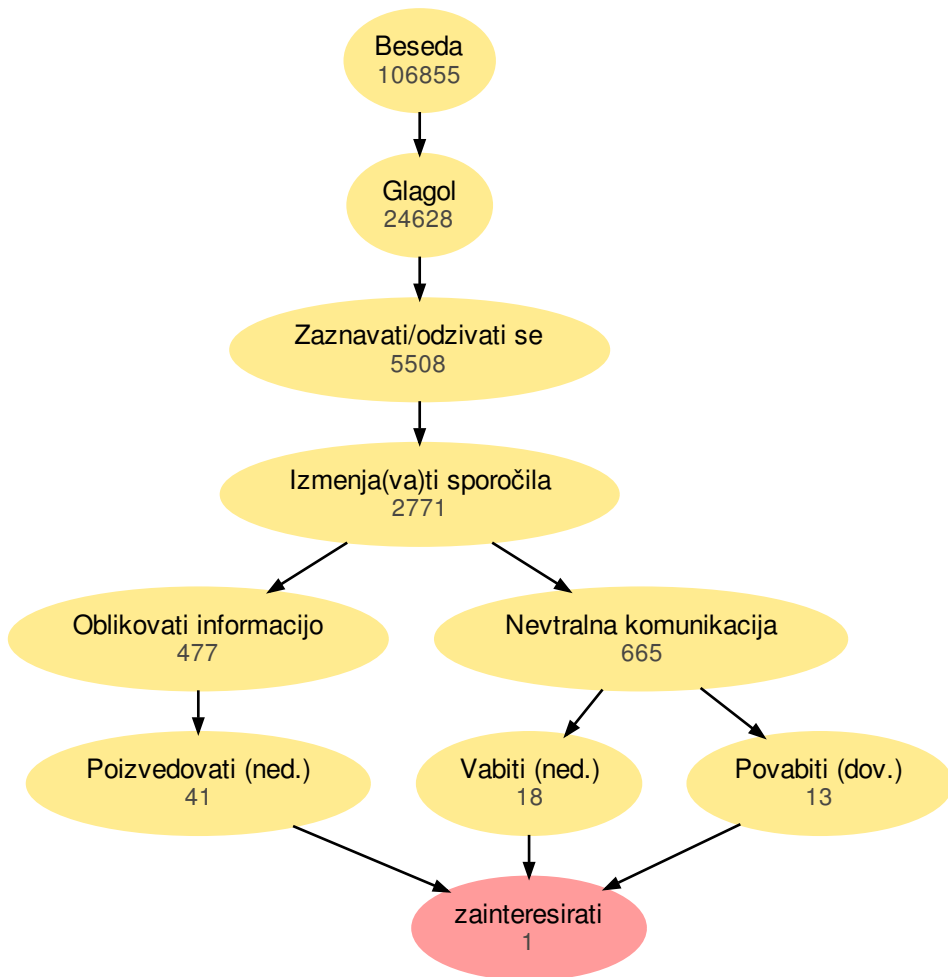 Beseda
106855
Glagol
24628
Zaznavati/odzivati se
5508
Izmenja(va)ti sporočila
2771
Oblikovati informacijo
477
Nevtralna komunikacija
665
Poizvedovati (ned.)
41
Vabiti (ned.)
18
Povabiti (dov.)
13
zainteresirati
1